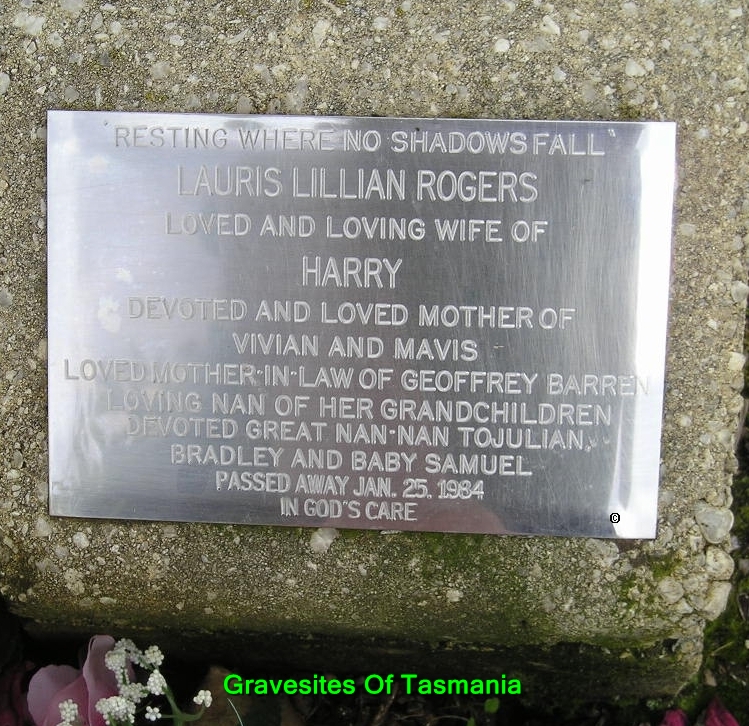 "RESTING WHERE NO SHADOWS FALL"
LAURIS LILLIAN ROGERS
LOVED AND LOVING WIFE OF
HARRY
DEVOTED AND LOVED MOTHER OF
VIVIAN AND MAVIS
LOVED MOTHER-IN-LAW OF GEOFFREY BARREN
LOVING NAN OF HER GRANDCHILDREN
DEVOTED GREAT NAN-NAN TO JULIAN,
BRADLEY AND BABY SAMUEL
PASSED AWAY JAN. 25. 1984
IN GOD'S CARE
©
Gravesites Of Tasmania